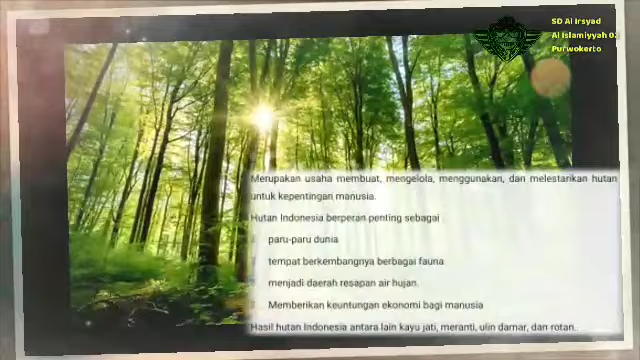 SD Al Irsyad
Al Islamiyyah 02
Purwokerto
Merupakan usaha membuat, mengelola, menggunakan, dan melestarikan hutan
untuk kepentingan manusia.
Hutan Indonesia berperan penting sebagai
paru-paru dunia
tempat berkembangnya berbagai fauna
menjadi daerah resapan air hujan.
Memberikan keuntungan ekonomi bagi manusia
Hasil hutan Indonesia antara lain kayu jati, meranti, ulin damar, dan rotan.